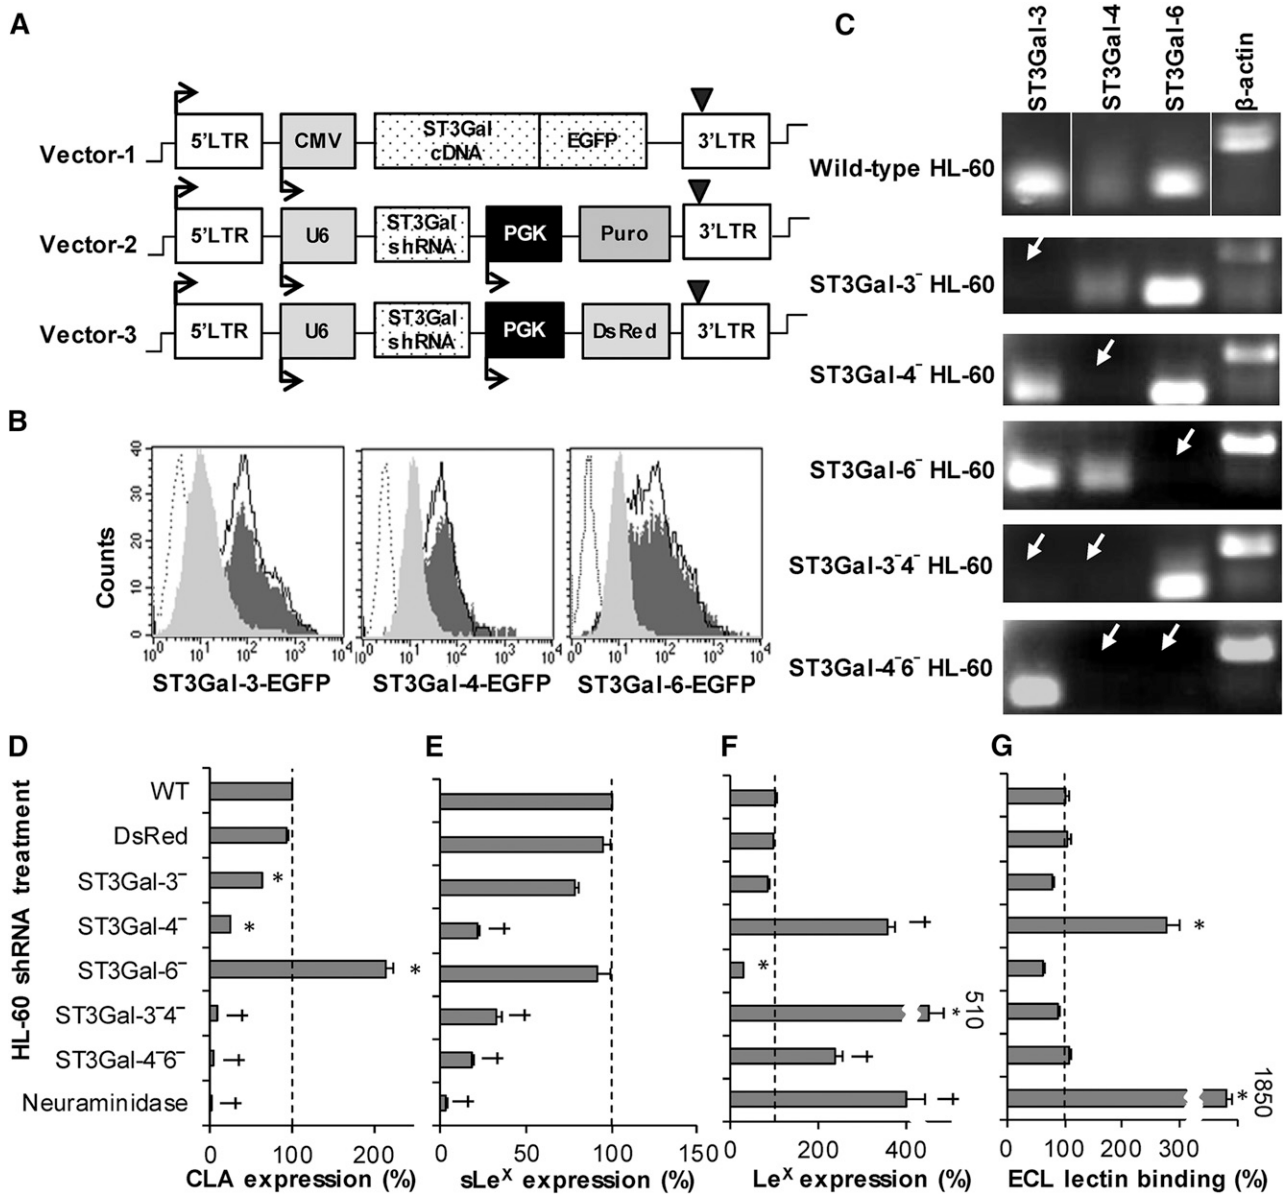 A
Vector-1
5'LTR
CMV
ST3Gal
cDNA
EGFP
3'LTR
Vector-2
5'LTR
U6
ST3Gal
shRNA
PGK
Puro
3'LTR
Vector-3
5'LTR
U6
ST3Gal
shRNA
PGK
DsRed
3'LTR
B
Counts
40
30
20
10
0
10⁰ 10¹ 10² 10³ 10⁴
ST3Gal-3-EGFP
10⁰ 10¹ 10² 10³ 10⁴
ST3Gal-4-EGFP
10⁰ 10¹ 10² 10³ 10⁴
ST3Gal-6-EGFP
C
ST3Gal-3
ST3Gal-4
ST3Gal-6
β-actin
Wild-type HL-60
ST3Gal-3⁻ HL-60
ST3Gal-4⁻ HL-60
ST3Gal-6⁻ HL-60
ST3Gal-3⁻4⁻ HL-60
ST3Gal-4⁻6⁻ HL-60
D
HL-60 shRNA treatment
WT
DsRed
ST3Gal-3⁻ *
ST3Gal-4⁻ *
ST3Gal-6⁻ *
ST3Gal-3⁻4⁻ †
ST3Gal-4⁻6⁻ †
Neuraminidase †
0 100 200
CLA expression (%)
E
†
†
†
†
0 50 100 150
sLeˣ expression (%)
F
†
*
* 510
†
†
0 200 400
Leˣ expression (%)
G
*
* 1850
0 100 200 300
ECL lectin binding (%)